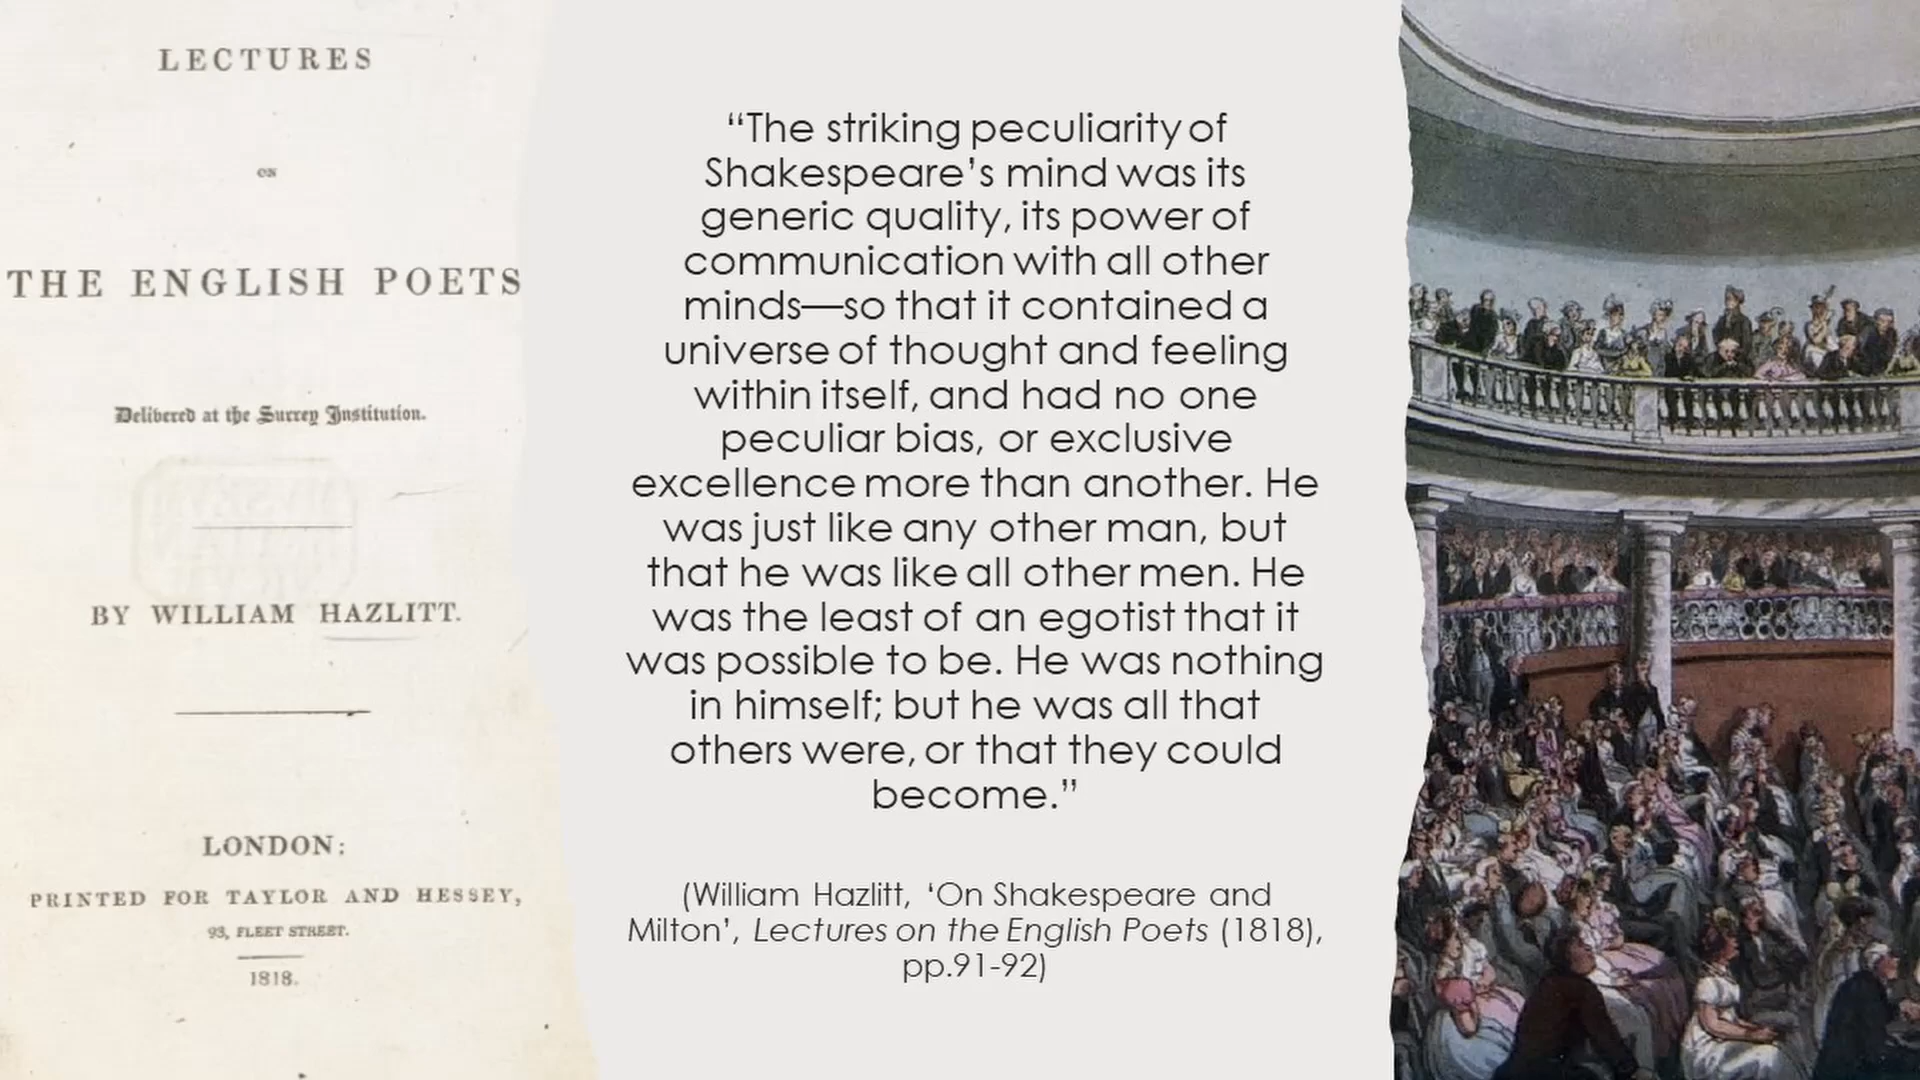 LECTURES
ON
THE ENGLISH POETS
Delivered at the Surrey Institution.
BY WILLIAM HAZLITT.
LONDON:
PRINTED FOR TAYLOR AND HESSEY,
93, FLEET STREET.
1818.
“The striking peculiarity of
Shakespeare’s mind was its
generic quality, its power of
communication with all other
minds—so that it contained a
universe of thought and feeling
within itself, and had no one
peculiar bias, or exclusive
excellence more than another. He
was just like any other man, but
that he was like all other men. He
was the least of an egotist that it
was possible to be. He was nothing
in himself; but he was all that
others were, or that they could
become.”
(William Hazlitt, ‘On Shakespeare and
Milton’, Lectures on the English Poets (1818),
pp.91-92)